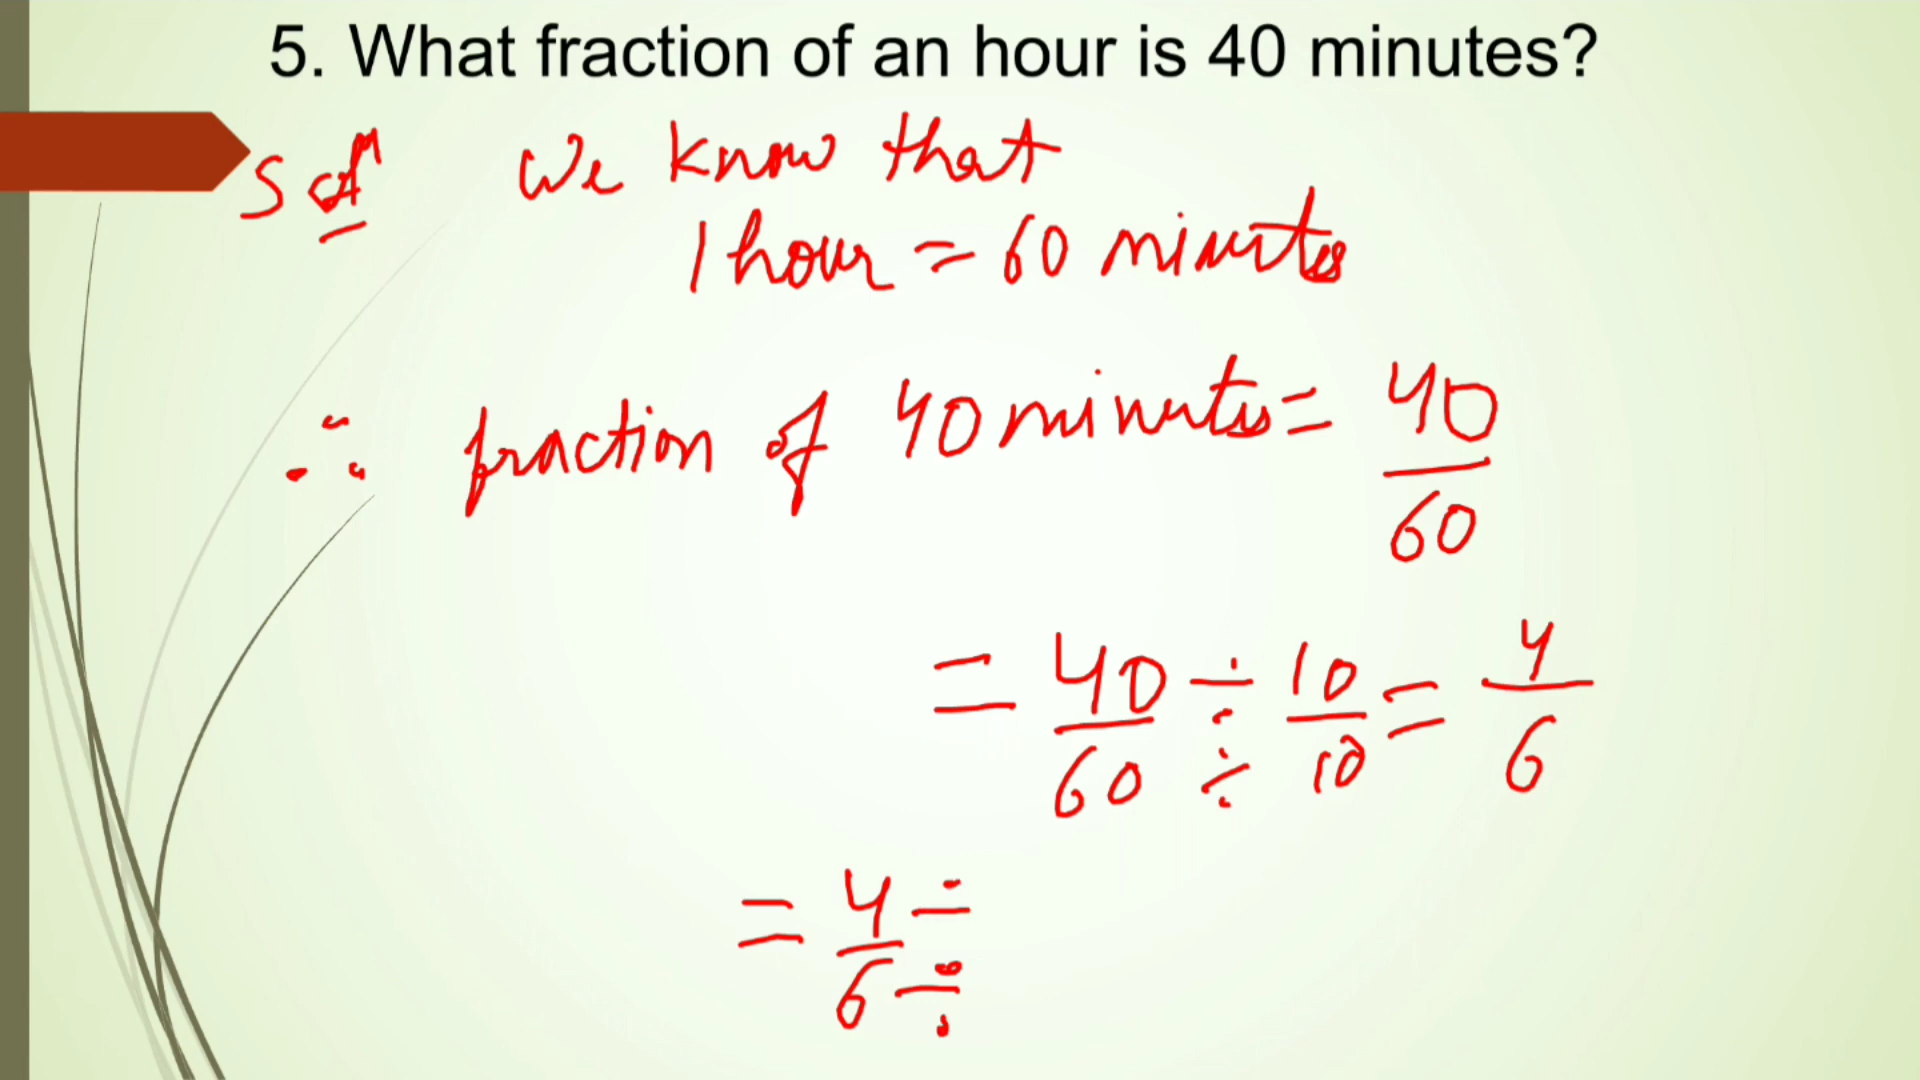 5. What fraction of an hour is 40 minutes?
Solⁿ We know that
1 hour = 60 minutes
∴ fraction of 40 minutes = 40/60
= 40 ÷ 10 / 60 ÷ 10 = 4/6
= 4 ÷ / 6 ÷